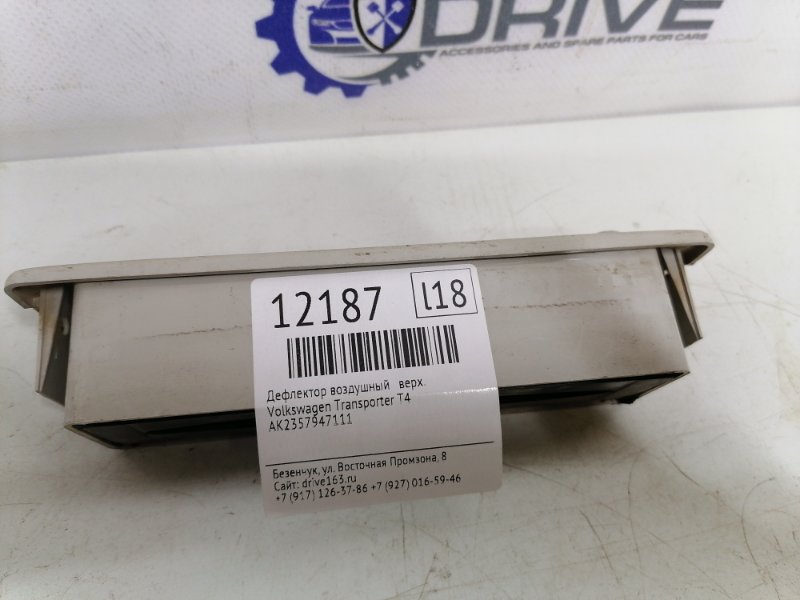 DRIVE
ACCESSORIES AND SPARE PARTS FOR CARS
12187 l18
Дефлектор воздушный верх.
Volkswagen Transporter T4
AK2357947111
Безенчук, ул. Восточная Промзона, 8
Сайт: drive163.ru
+7 (917) 126-37-86 +7 (927) 016-59-46